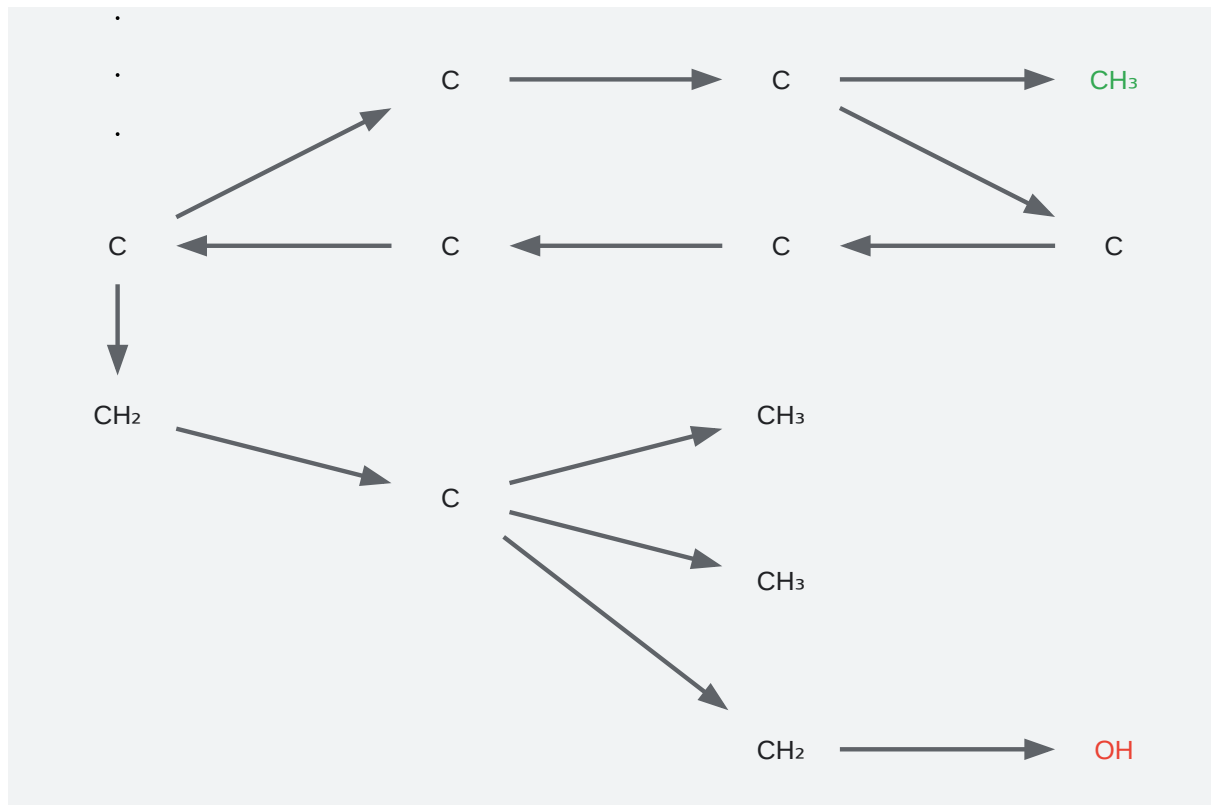 .
.
.
C C CH₃
C C C C
CH₂ CH₃
C
CH₃
CH₂ OH